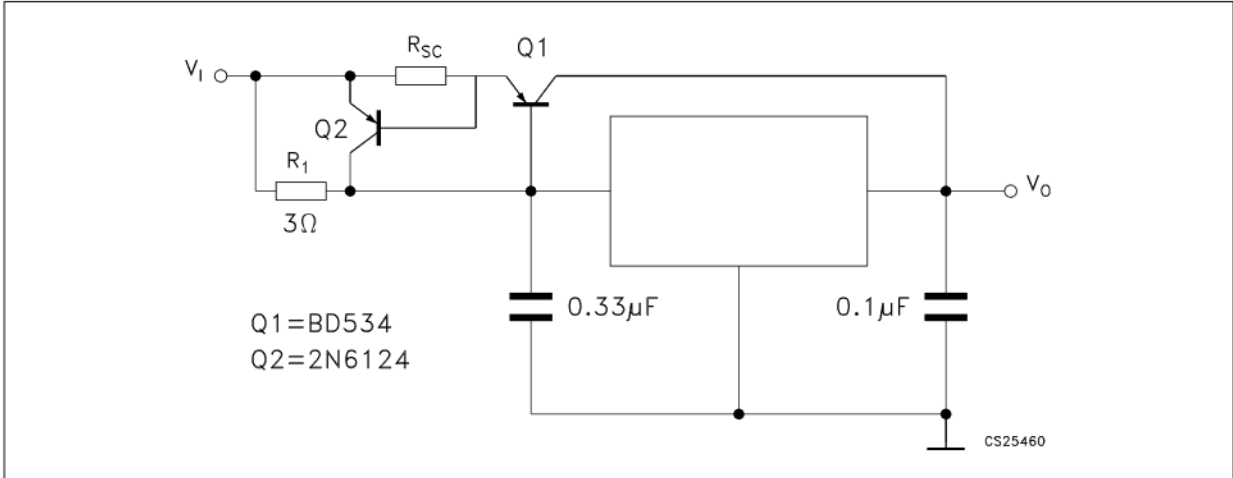 R_SC
Q1
V_I
Q2
R_1
3Ω
V_O
0.33μF
0.1μF
Q1=BD534
Q2=2N6124
CS25460